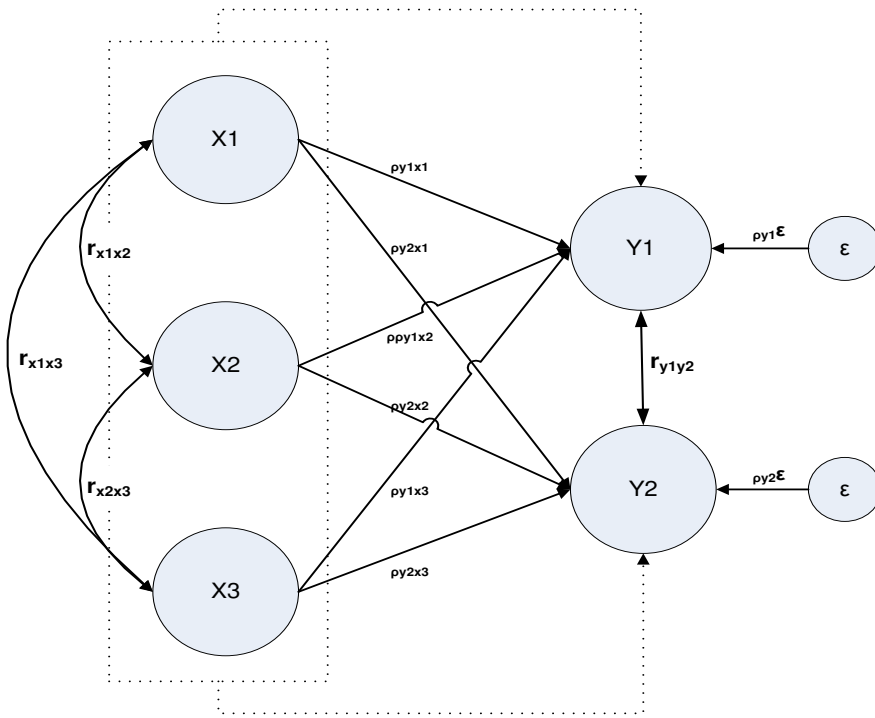 X1
ρy1x1
Y1
ρy1ε
ε
ρy2x1
rx1x2
ρρy1x2
rx1x3
X2
ry1y2
ρy2x2
rx2x3
ρy1x3
Y2
ρy2ε
ε
X3
ρy2x3